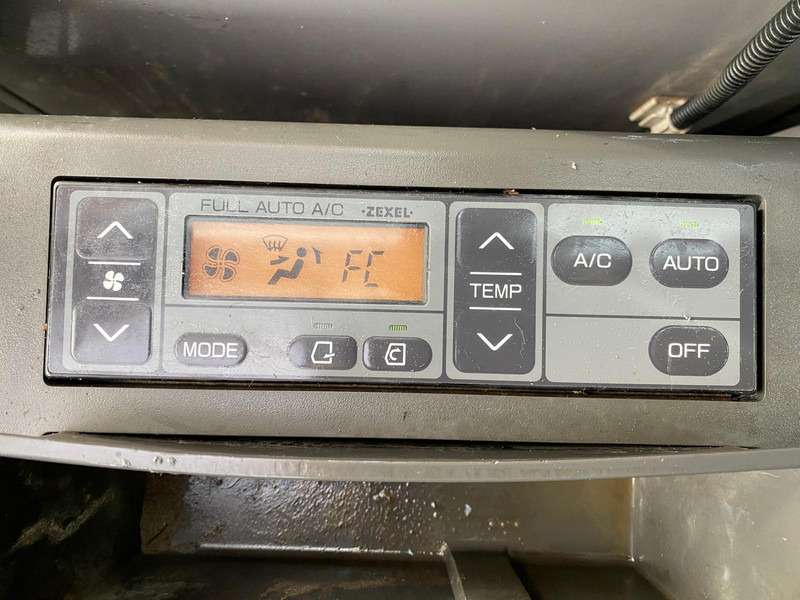 FULL AUTO A/C ·ZEXEL·
FC
TEMP
A/C
AUTO
MODE
OFF